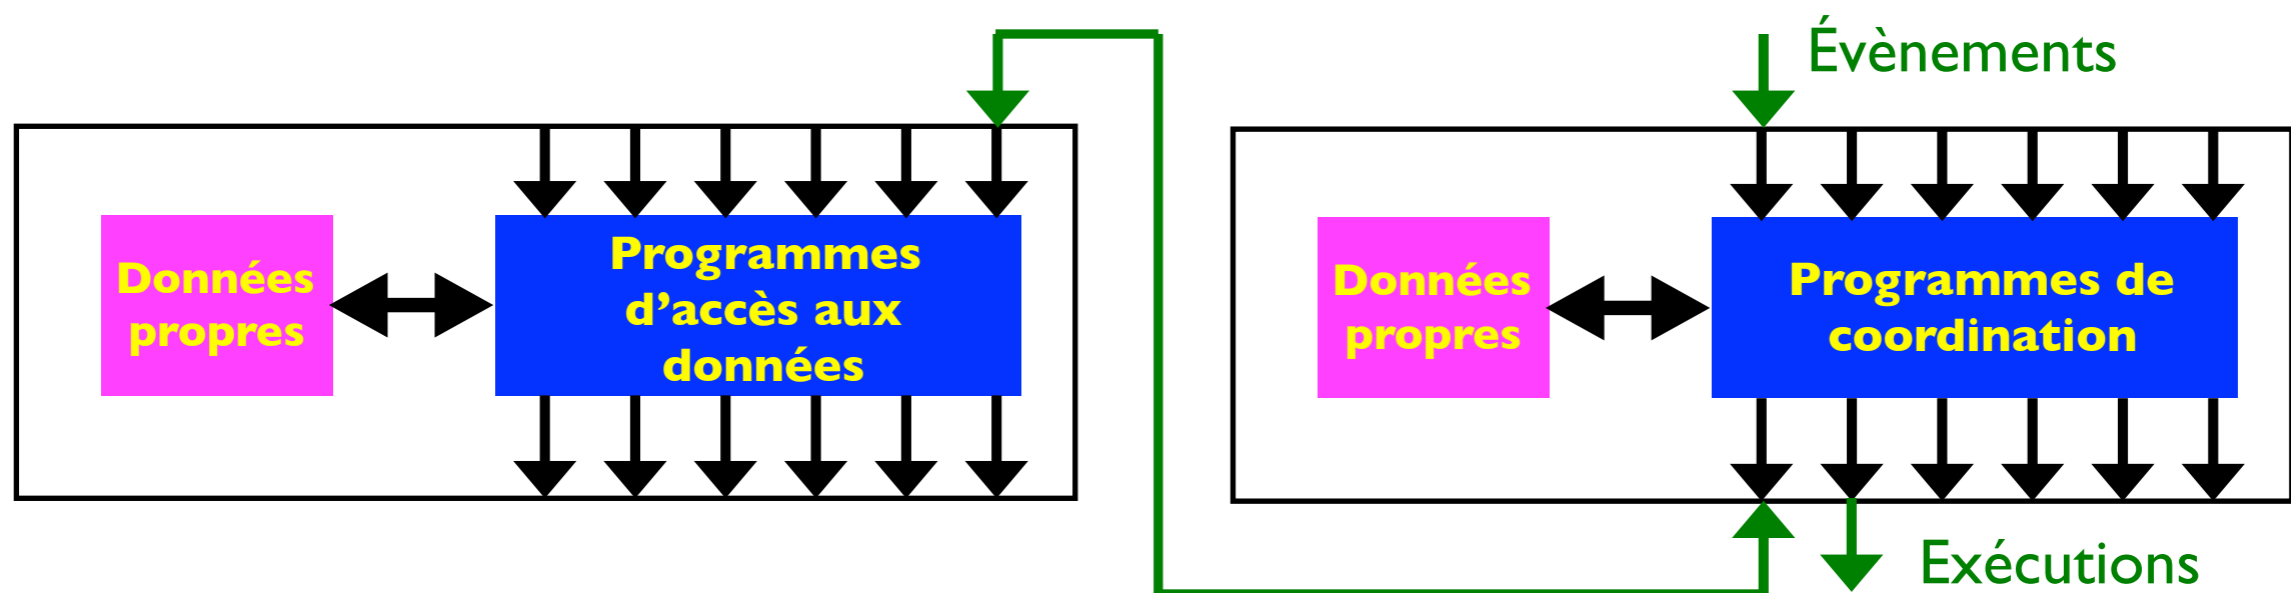 Évènements
Données
propres
Programmes
d'accès aux
données
Données
propres
Programmes de
coordination
Exécutions